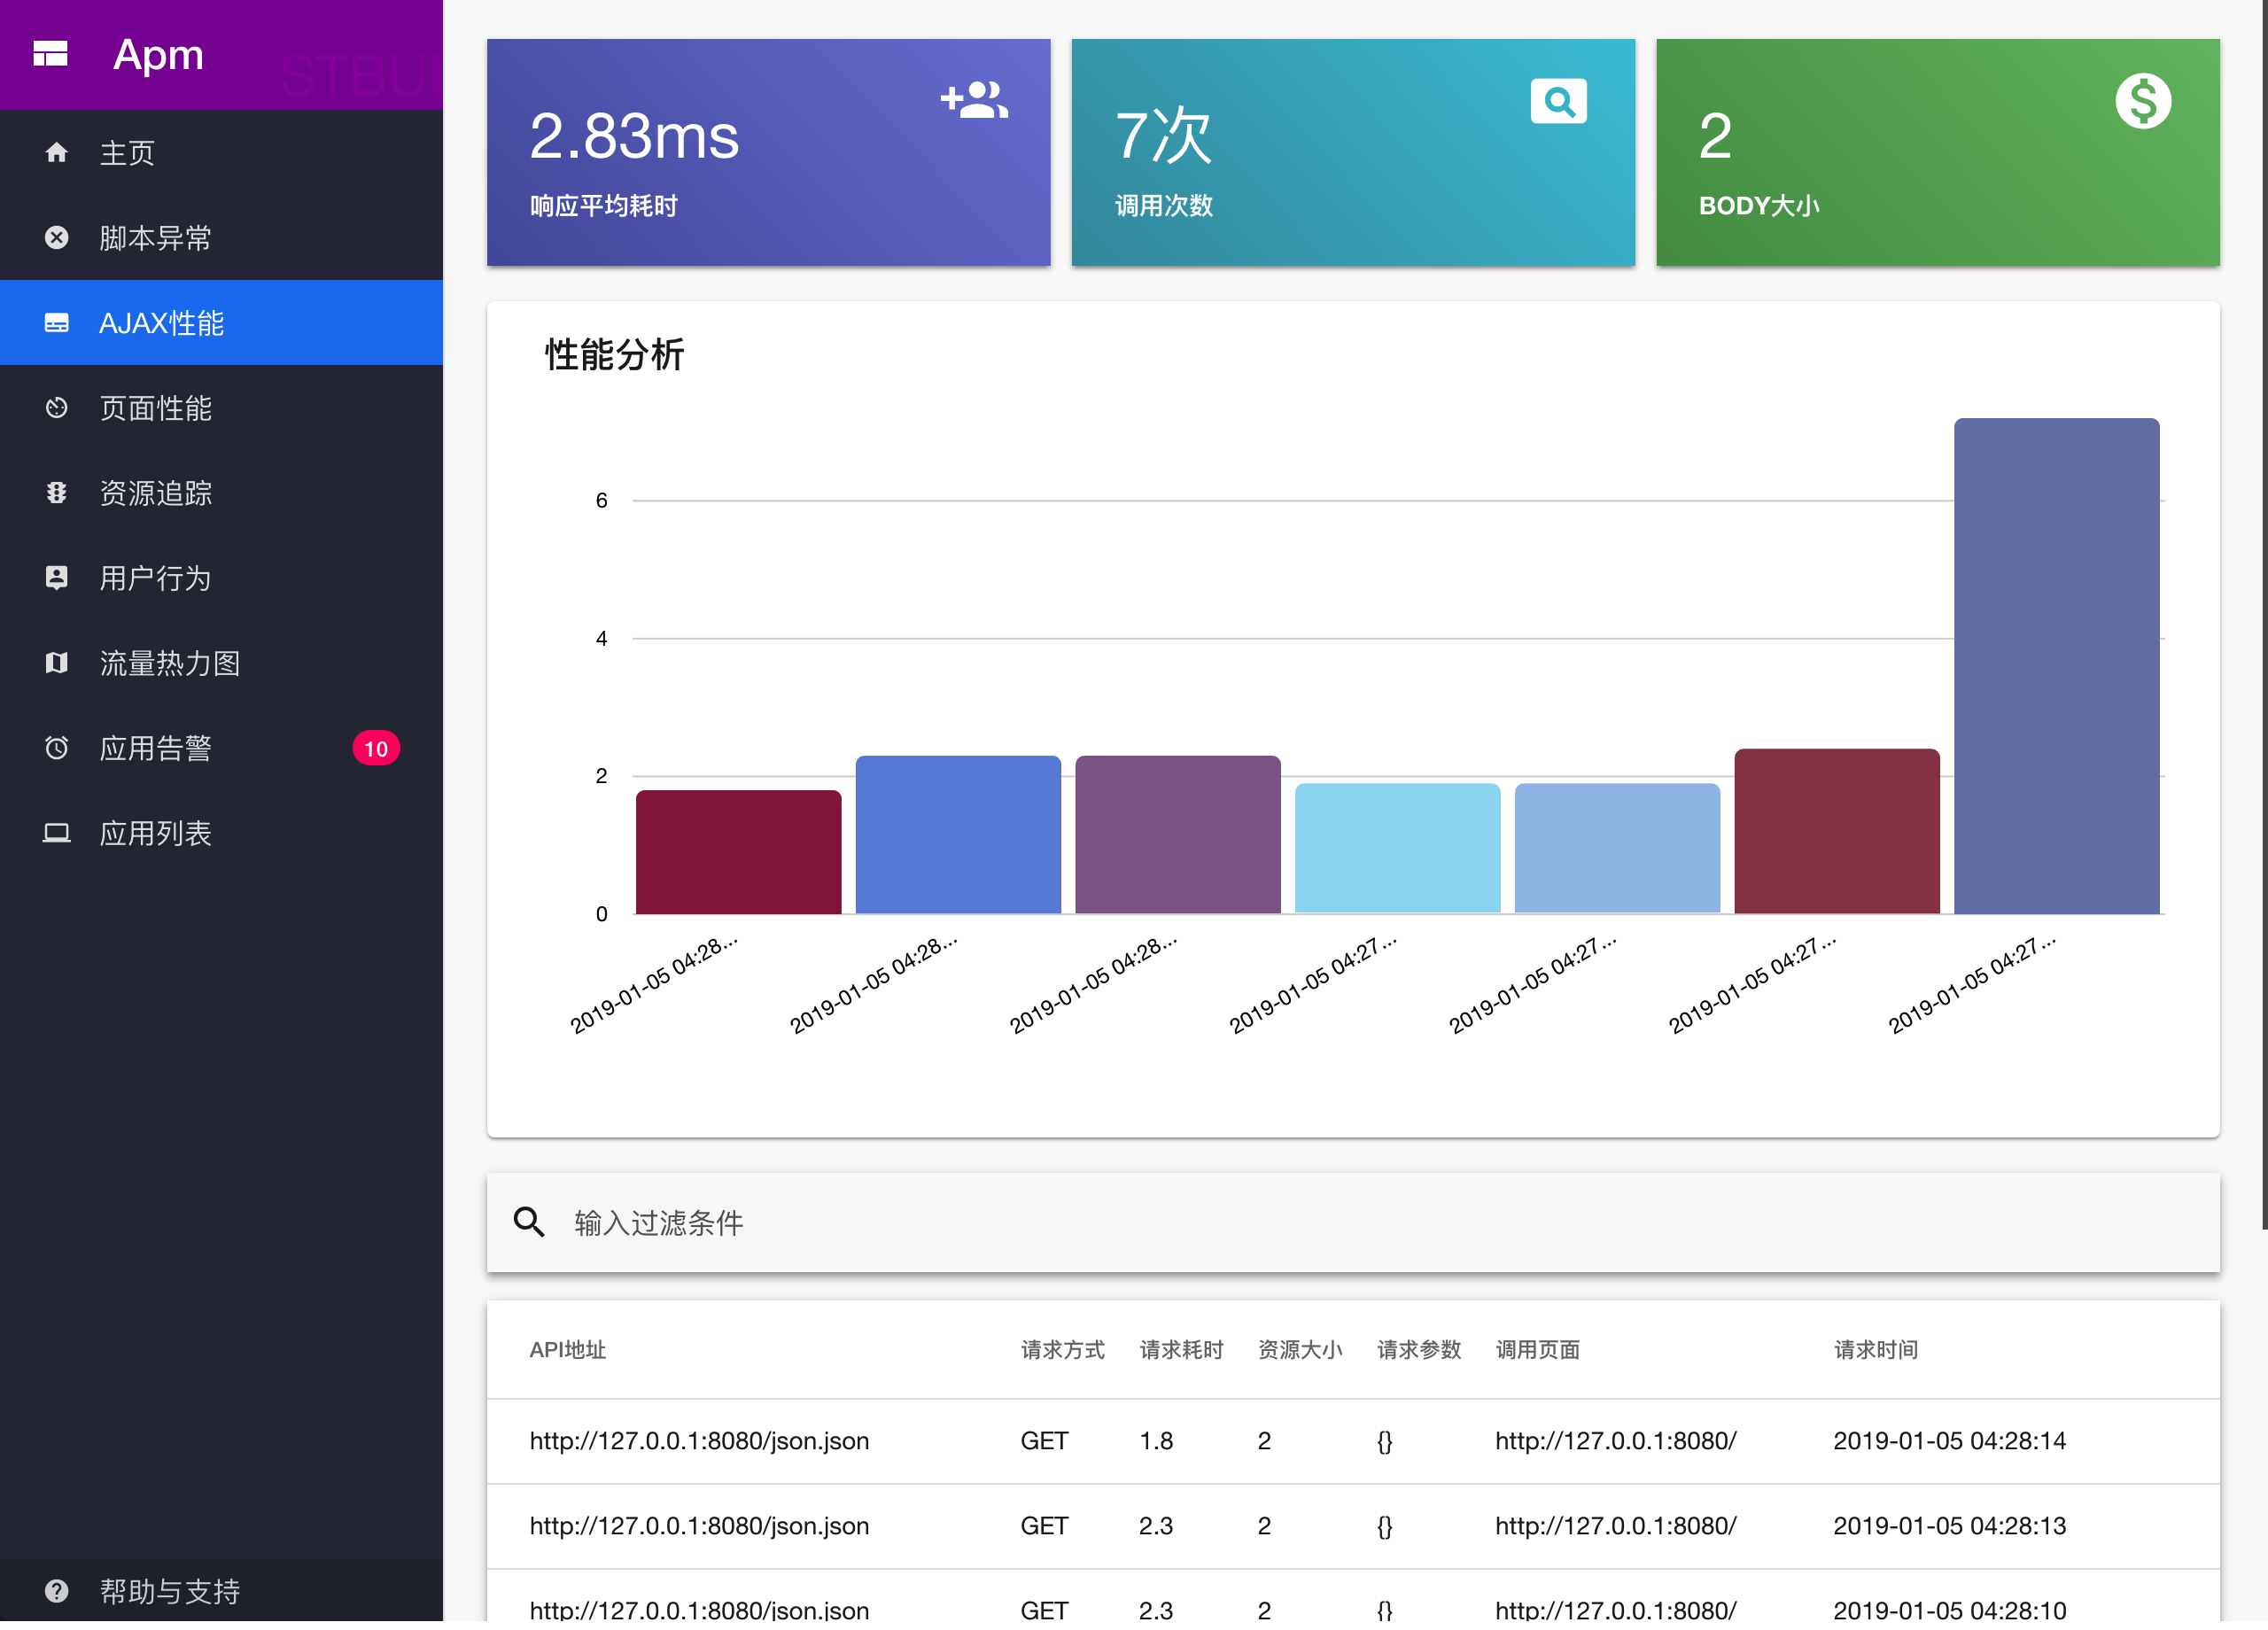 Apm
STBUI
主页
脚本异常
AJAX性能
页面性能
资源追踪
用户行为
流量热力图
应用告警 10
应用列表
帮助与支持
2.83ms
响应平均耗时
7次
调用次数
2
BODY大小
性能分析
6
4
2
0
2019-01-05 04:28...
2019-01-05 04:28...
2019-01-05 04:28...
2019-01-05 04:27...
2019-01-05 04:27...
2019-01-05 04:27...
2019-01-05 04:27...
输入过滤条件
API地址 请求方式 请求耗时 资源大小 请求参数 调用页面 请求时间
http://127.0.0.1:8080/json.json GET 1.8 2 {} http://127.0.0.1:8080/ 2019-01-05 04:28:14
http://127.0.0.1:8080/json.json GET 2.3 2 {} http://127.0.0.1:8080/ 2019-01-05 04:28:13
http://127.0.0.1:8080/json.json GET 2.3 2 {} http://127.0.0.1:8080/ 2019-01-05 04:28:10